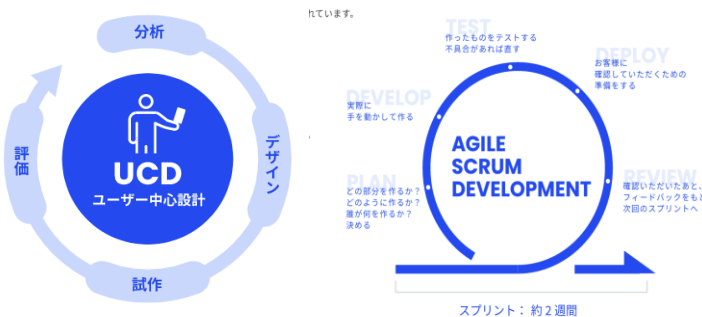 分析
デザイン
試作
評価
UCD
ユーザー中心設計
れています。
TEST
作ったものをテストする
不具合があれば直す
DEPLOY
お客様に
確認していただくための
準備をする
DEVELOP
実際に
手を動かして作る
AGILE
SCRUM
DEVELOPMENT
PLAN
どの部分を作るか?
どのように作るか?
誰が何を作るか?
決める
REVIEW
確認いただいたあと、
フィードバックをもと
次回のスプリントへ
スプリント: 約2週間